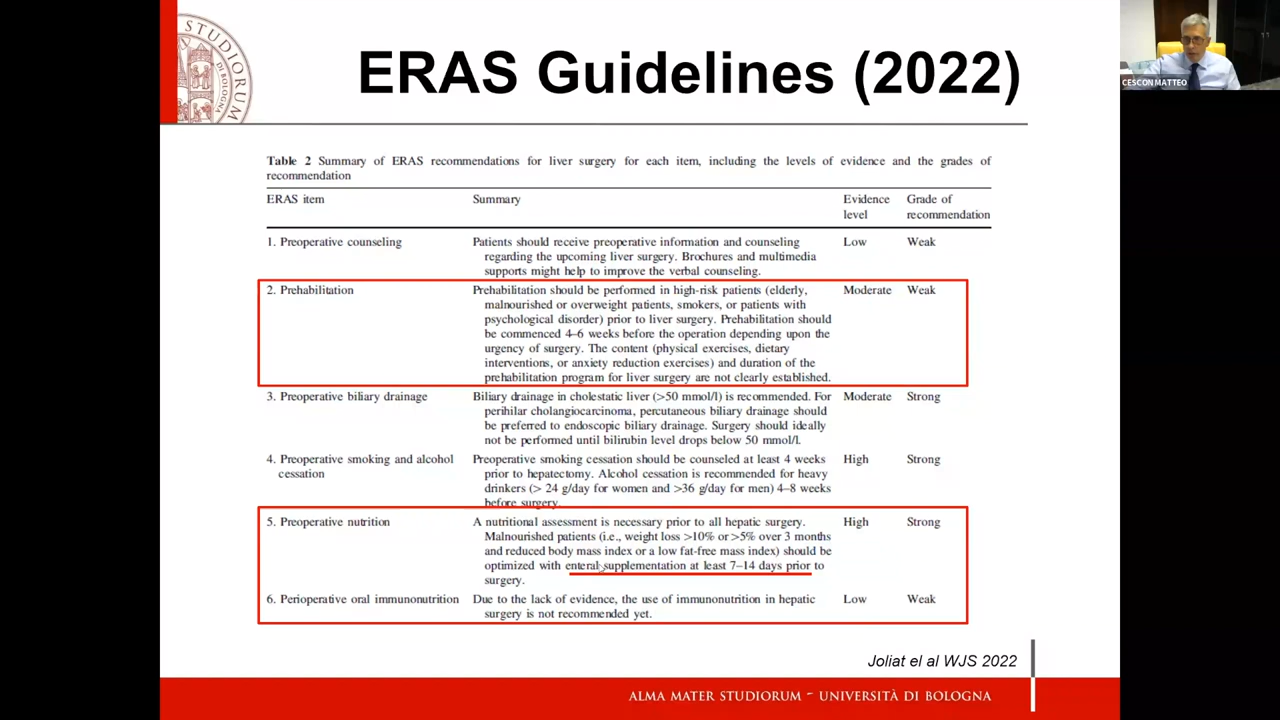 STUDIORUM
DI BOLOGNA
ERAS Guidelines (2022)
CESCON MATTEO
Table 2 Summary of ERAS recommendations for liver surgery for each item, including the levels of evidence and the grades of
recommendation
ERAS item Summary Evidence level Grade of recommendation
1. Preoperative counseling Patients should receive preoperative information and counseling Low Weak
regarding the upcoming liver surgery. Brochures and multimedia
supports might help to improve the verbal counseling.
2. Prehabilitation Prehabilitation should be performed in high-risk patients (elderly, Moderate Weak
malnourished or overweight patients, smokers, or patients with
psychological disorder) prior to liver surgery. Prehabilitation should
be commenced 4–6 weeks before the operation depending upon the
urgency of surgery. The content (physical exercises, dietary
interventions, or anxiety reduction exercises) and duration of the
prehabilitation program for liver surgery are not clearly established.
3. Preoperative biliary drainage Biliary drainage in cholestatic liver (>50 mmol/l) is recommended. For Moderate Strong
perihilar cholangiocarcinoma, percutaneous biliary drainage should
be preferred to endoscopic biliary drainage. Surgery should ideally
not be performed until bilirubin level drops below 50 mmol/l.
4. Preoperative smoking and alcohol Preoperative smoking cessation should be counseled at least 4 weeks High Strong
cessation prior to hepatectomy. Alcohol cessation is recommended for heavy
drinkers (> 24 g/day for women and >36 g/day for men) 4–8 weeks
before surgery.
5. Preoperative nutrition A nutritional assessment is necessary prior to all hepatic surgery. High Strong
Malnourished patients (i.e., weight loss >10% or >5% over 3 months
and reduced body mass index or a low fat-free mass index) should be
optimized with enteral supplementation at least 7–14 days prior to
surgery.
6. Perioperative oral immunonutrition Due to the lack of evidence, the use of immunonutrition in hepatic Low Weak
surgery is not recommended yet.
Joliat el al WJS 2022
ALMA MATER STUDIORUM ~ UNIVERSITÀ DI BOLOGNA